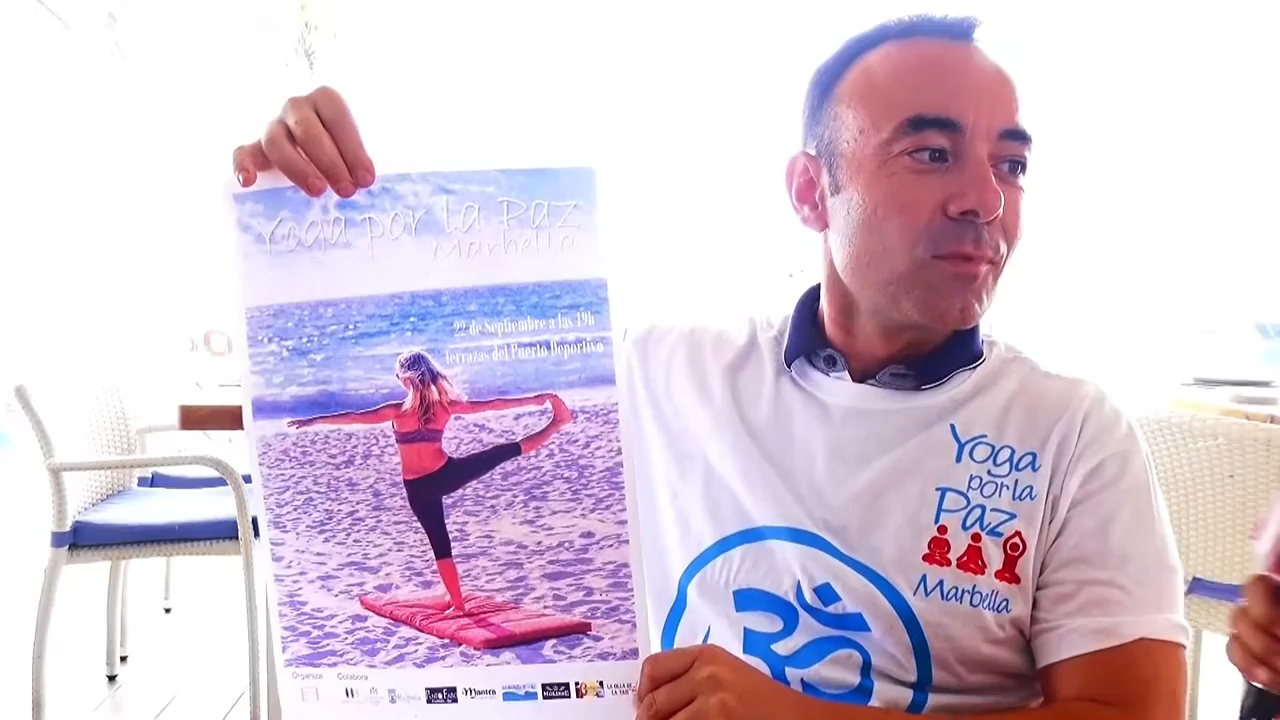 Yoga por la Paz
Marbella
22 de Septiembre a las 19h
Terrazas del Puerto Deportivo
Organiza
Colabora
Mantra
Yoga
por la
Paz
Marbella
ॐ